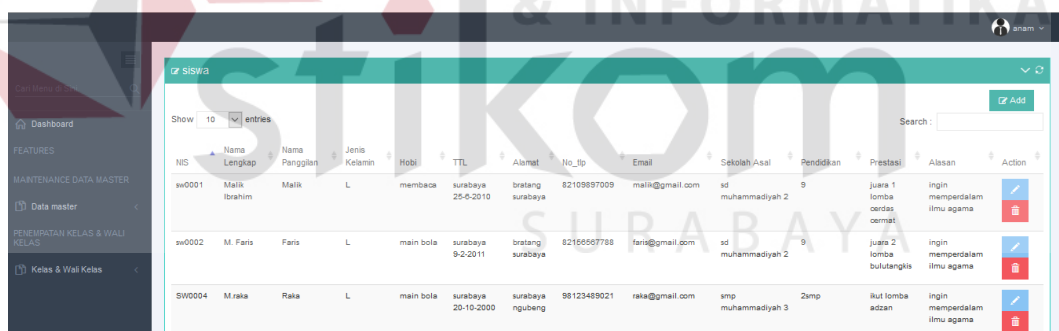 & INFORMATIKA
stikom
SURABAYA
anam
Cari Menu di Sini
Dashboard
FEATURES
MAINTENANCE DATA MASTER
Data master
PENEMPATAN KELAS & WALI KELAS
Kelas & Wali Kelas
siswa
Add
Show 10 entries
Search :
NIS Nama Lengkap Nama Panggilan Jenis Kelamin Hobi TTL Alamat No_tlp Email Sekolah Asal Pendidikan Prestasi Alasan Action
sw0001 Malik Ibrahim Malik L membaca surabaya 25-6-2010 bratang surabaya 82109897009 malik@gmail.com sd muhammadiyah 2 9 juara 1 lomba cerdas cermat ingin memperdalam ilmu agama
sw0002 M. Faris Faris L main bola surabaya 9-2-2011 bratang surabaya 82156667788 faris@gmail.com sd muhammadiyah 2 9 juara 2 lomba bulutangkis ingin memperdalam ilmu agama
SW0004 M.raka Raka L main bola surabaya 20-10-2000 surabaya ngubeng 98123489021 raka@gmail.com smp muhammadiyah 3 2smp ikut lomba adzan ingin memperdalam ilmu agama